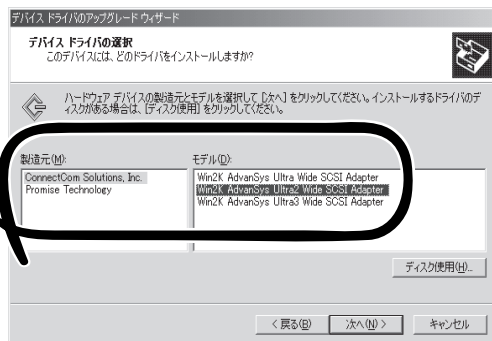 デバイス ドライバのアップグレード ウィザード
デバイス ドライバの選択
このデバイスには、どのドライバをインストールしますか?
ハードウェア デバイスの製造元とモデルを選択して [次へ] をクリックしてください。インストールするドライバのデ
ィスクがある場合は、[ディスク使用] をクリックしてください。
製造元(M):
モデル(D):
ConnectCom Solutions, Inc.
Promise Technology
Win2K AdvanSys Ultra Wide SCSI Adapter
Win2K AdvanSys Ultra2 Wide SCSI Adapter
Win2K AdvanSys Ultra3 Wide SCSI Adapter
ディスク使用(H)...
< 戻る(B)
次へ(N) >
キャンセル